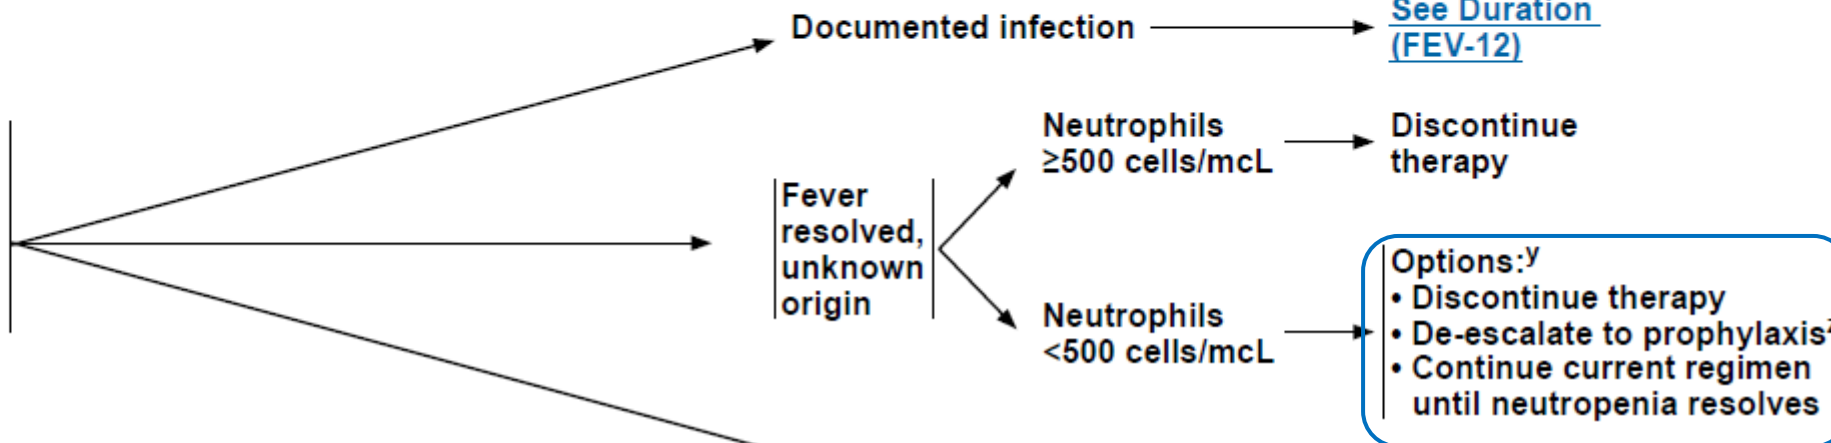 Documented infection
See Duration
(FEV-12)
Neutrophils
≥500 cells/mcL
Discontinue
therapy
Fever
resolved,
unknown
origin
Neutrophils
<500 cells/mcL
Options:ʸ
• Discontinue therapy
• De-escalate to prophylaxis
• Continue current regimen
until neutropenia resolves